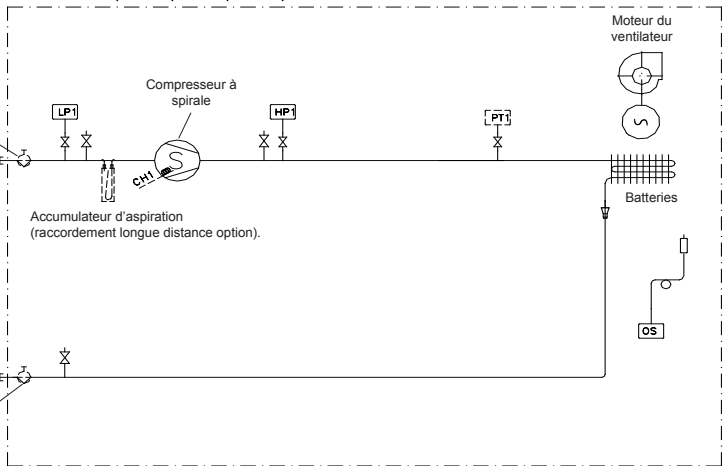 Moteur du
ventilateur
Compresseur à
spirale
LP1
HP1
PT1
CH1
Batteries
Accumulateur d'aspiration
(raccordement longue distance option).
OS